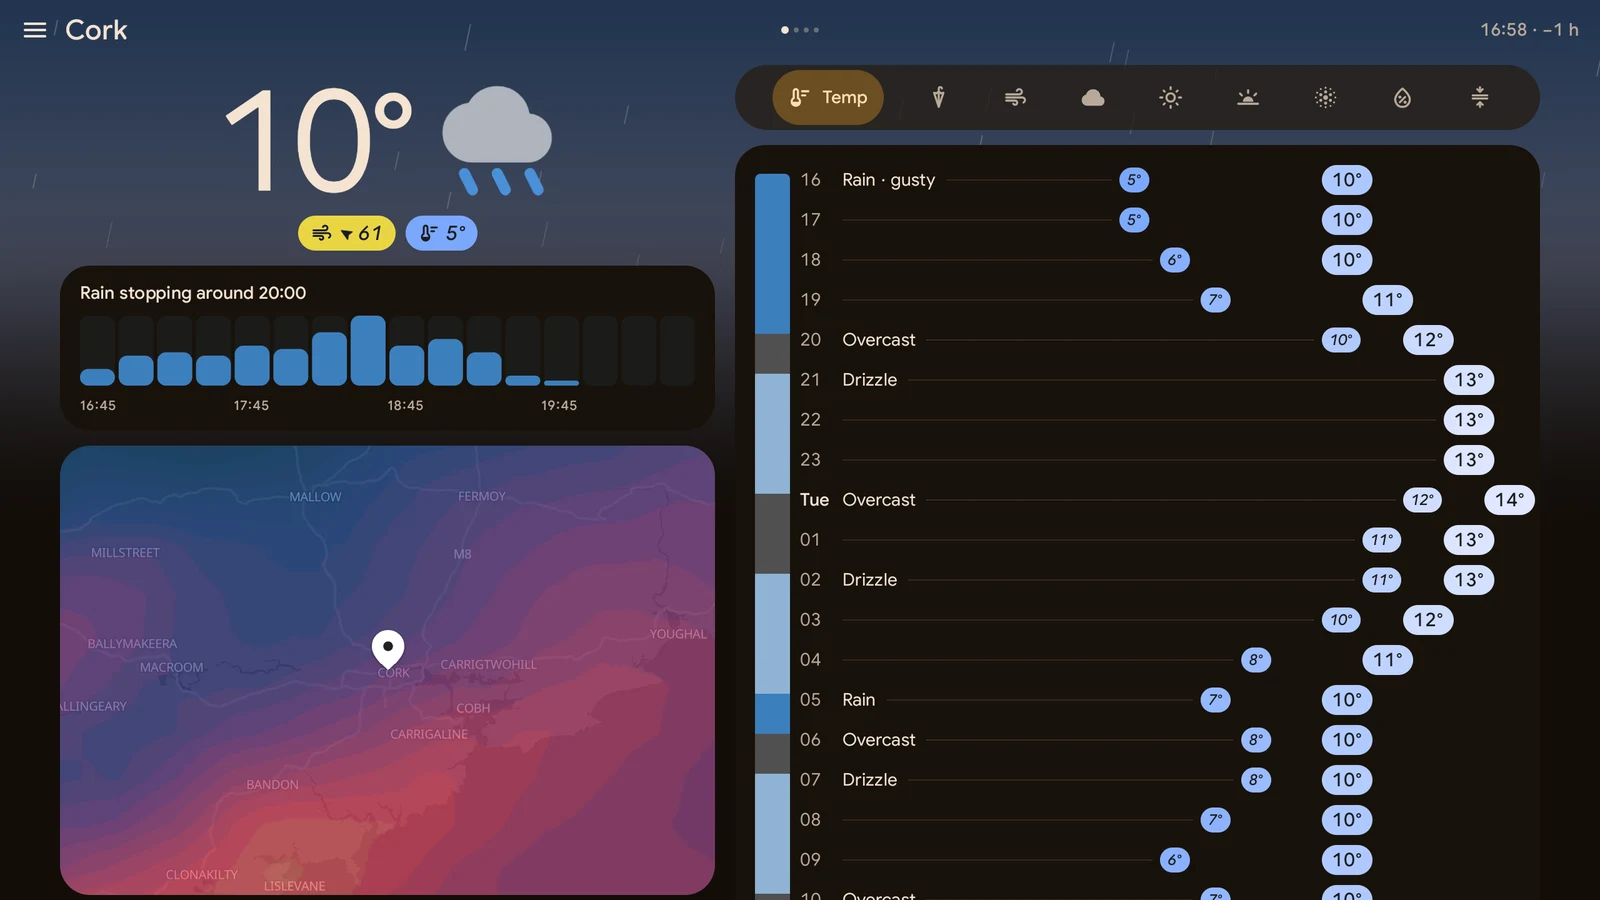 Cork
16:58 · −1 h
10°
61
5°
Rain stopping around 20:00
16:45 17:45 18:45 19:45
MALLOW
FERMOY
MILLSTREET
M8
YOUGHAL
BALLYMAKEERA
CARRIGTWOHILL
MACROOM
CORK
ALLINGEARY
COBH
CARRIGALINE
BANDON
CLONAKILTY
LISLEVANE
Temp
16 Rain · gusty 5° 10°
17 5° 10°
18 6° 10°
19 7° 11°
20 Overcast 10° 12°
21 Drizzle 13°
22 13°
23 13°
Tue Overcast 12° 14°
01 11° 13°
02 Drizzle 11° 13°
03 10° 12°
04 8° 11°
05 Rain 7° 10°
06 Overcast 8° 10°
07 Drizzle 8° 10°
08 7° 10°
09 6° 10°
10 Overcast 7° 10°